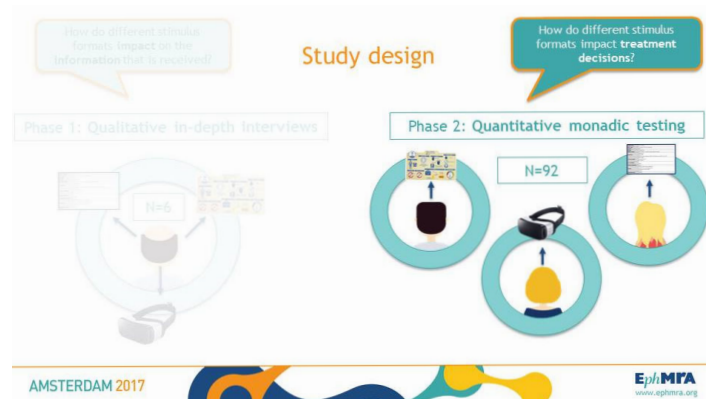 How do different stimulus
formats impact on the
information that is received?
Study design
How do different stimulus
formats impact treatment
decisions?
Phase 1: Qualitative in-depth interviews
N=6
Phase 2: Quantitative monadic testing
N=92
AMSTERDAM 2017
EphMRA
www.ephmra.org